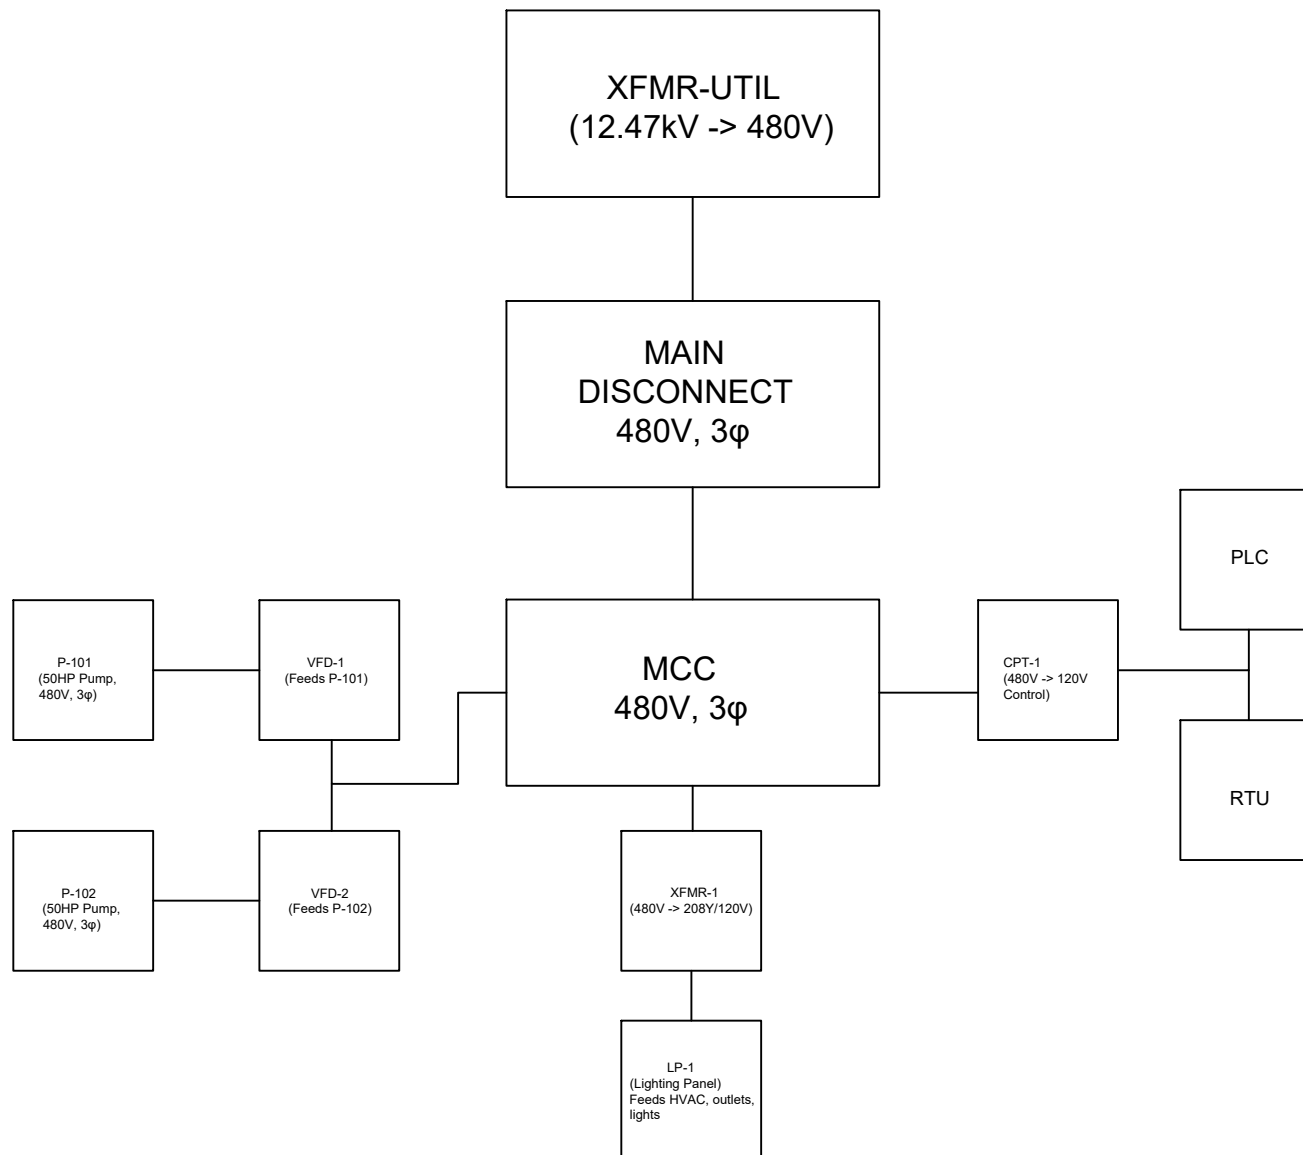 XFMR-UTIL
(12.47kV -> 480V)
MAIN
DISCONNECT
480V, 3φ
PLC
P-101
(50HP Pump,
480V, 3φ)
VFD-1
(Feeds P-101)
MCC
480V, 3φ
CPT-1
(480V -> 120V
Control)
RTU
P-102
(50HP Pump,
480V, 3φ)
VFD-2
(Feeds P-102)
XFMR-1
(480V -> 208Y/120V)
LP-1
(Lighting Panel)
Feeds HVAC, outlets,
lights